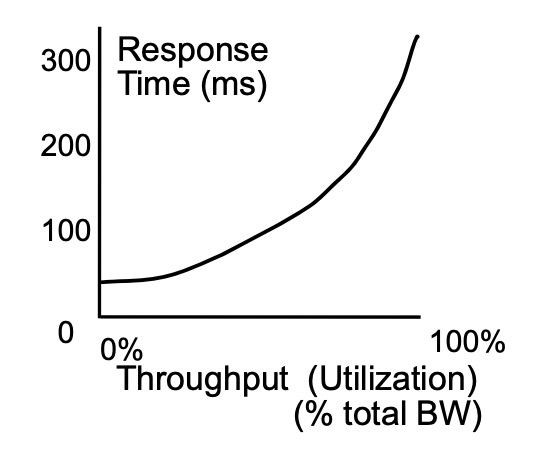 Response
Time (ms)
300
200
100
0
0%
100%
Throughput (Utilization)
(% total BW)